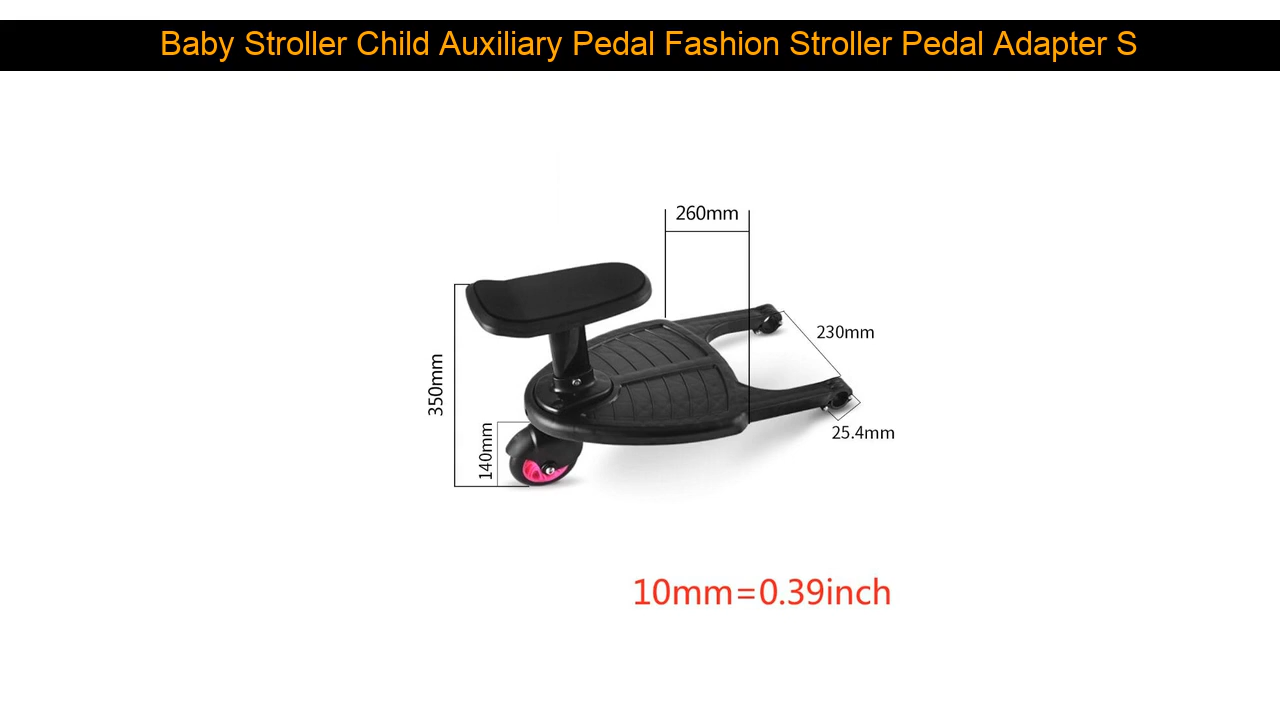 Baby Stroller Child Auxiliary Pedal Fashion Stroller Pedal Adapter S
260mm
230mm
350mm
25.4mm
140mm
10mm=0.39inch